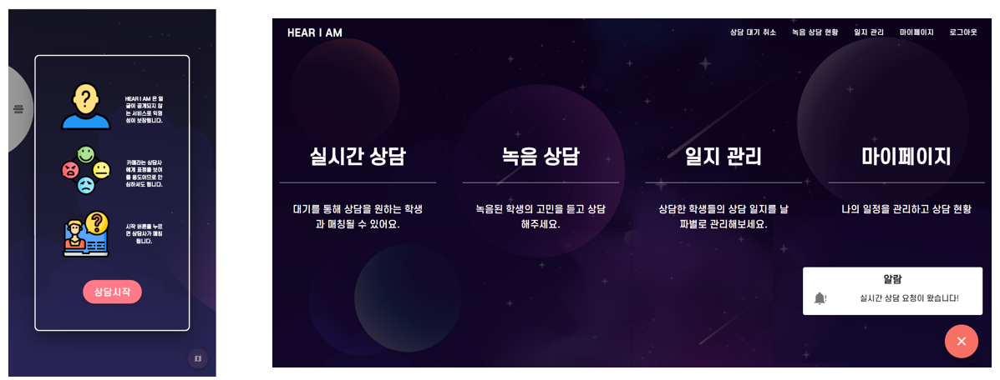 HEAR I AM 은 얼
굴이 공개되지 않
는 서비스로 익명
성이 보장됩니다.
카메라는 상담사
에게 표정을 보여
줄 용도이므로 안
심하셔도 됩니다.
시작 버튼을 누르
면 상담사가 매칭
됩니다.
상담시작
HEAR I AM
상담 대기 취소 녹음 상담 현황 일지 관리 마이페이지 로그아웃
실시간 상담 녹음 상담 일지 관리 마이페이지
대기를 통해 상담을 원하는 학생
과 매칭될 수 있어요.
녹음된 학생의 고민을 듣고 상담
해주세요.
상담한 학생들의 상담 일지를 날
짜별로 관리해보세요.
나의 일정을 관리하고 상담 현황
알람
실시간 상담 요청이 왔습니다!